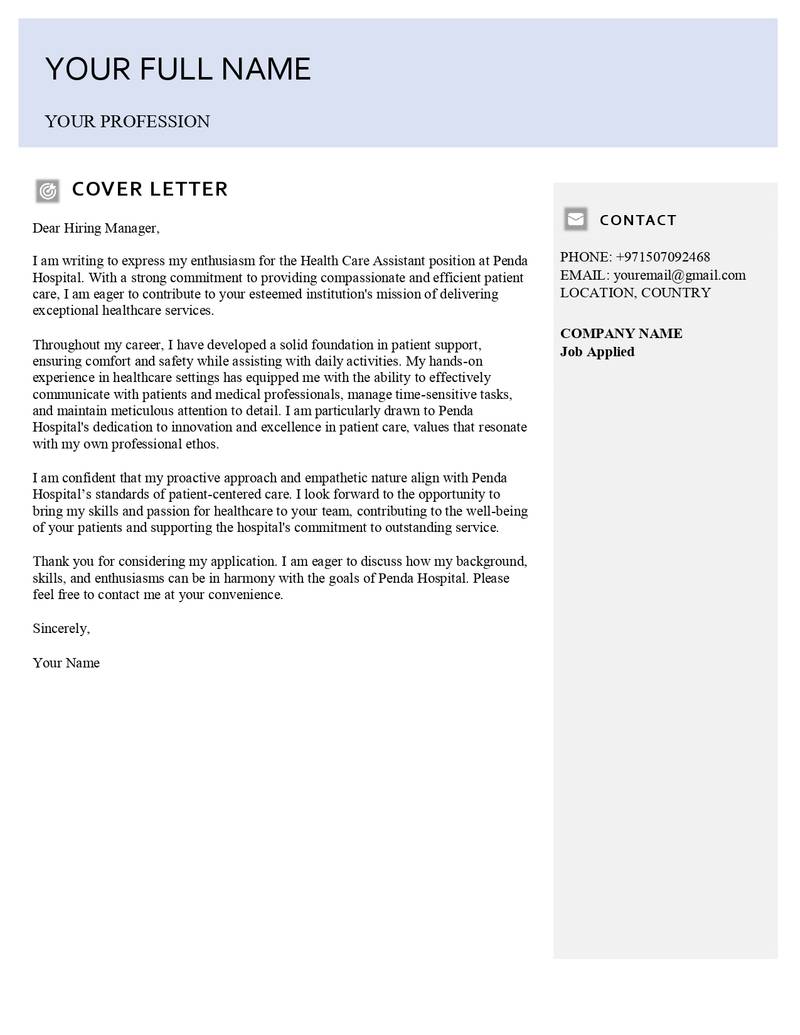 YOUR FULL NAME
YOUR PROFESSION
COVER LETTER
Dear Hiring Manager,
I am writing to express my enthusiasm for the Health Care Assistant position at Penda
Hospital. With a strong commitment to providing compassionate and efficient patient
care, I am eager to contribute to your esteemed institution's mission of delivering
exceptional healthcare services.
Throughout my career, I have developed a solid foundation in patient support,
ensuring comfort and safety while assisting with daily activities. My hands-on
experience in healthcare settings has equipped me with the ability to effectively
communicate with patients and medical professionals, manage time-sensitive tasks,
and maintain meticulous attention to detail. I am particularly drawn to Penda
Hospital's dedication to innovation and excellence in patient care, values that resonate
with my own professional ethos.
I am confident that my proactive approach and empathetic nature align with Penda
Hospital’s standards of patient-centered care. I look forward to the opportunity to
bring my skills and passion for healthcare to your team, contributing to the well-being
of your patients and supporting the hospital's commitment to outstanding service.
Thank you for considering my application. I am eager to discuss how my background,
skills, and enthusiasms can be in harmony with the goals of Penda Hospital. Please
feel free to contact me at your convenience.
Sincerely,
Your Name
CONTACT
PHONE: +971507092468
EMAIL: youremail@gmail.com
LOCATION, COUNTRY
COMPANY NAME
Job Applied